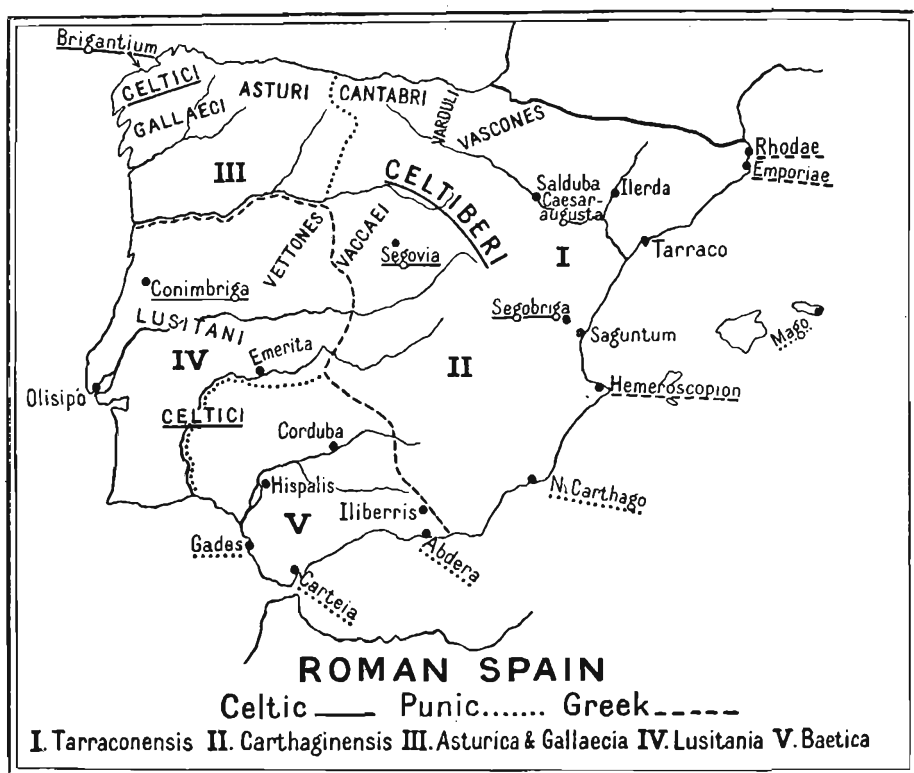 Brigantium
CELTICI
GALLAECI
ASTURI
CANTABRI
VARDULI
VASCONES
Rhodae
Emporiae
III
CELTIBERI
Salduba
Caesar-
augusta
Ilerda
VETTONES
VACCAEI
Segovia
I
Tarraco
Conimbriga
LUSITANI
Segobriga
Saguntum
Mago
IV
Emerita
II
Olisipo
Hemeroscopion
CELTICI
Corduba
Hispalis
N. Carthago
V
Iliberris
Gades
Abdera
Carteia
ROMAN SPAIN
Celtic Punic Greek
I. Tarraconensis II. Carthaginensis III. Asturica & Gallaecia IV. Lusitania V. Baetica